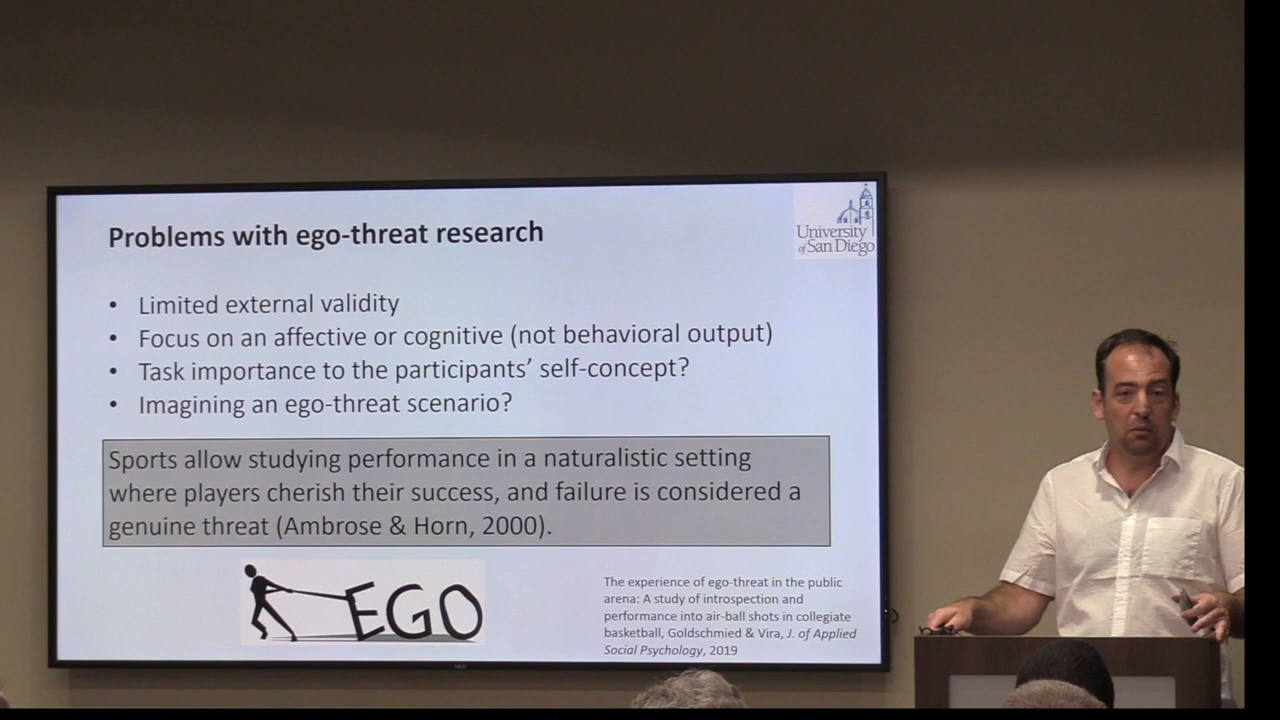 Problems with ego-threat research
University
of San Diego
• Limited external validity
• Focus on an affective or cognitive (not behavioral output)
• Task importance to the participants’ self-concept?
• Imagining an ego-threat scenario?
Sports allow studying performance in a naturalistic setting
where players cherish their success, and failure is considered a
genuine threat (Ambrose & Horn, 2000).
EGO
The experience of ego-threat in the public
arena: A study of introspection and
performance into air-ball shots in collegiate
basketball, Goldschmied & Vira, J. of Applied
Social Psychology, 2019